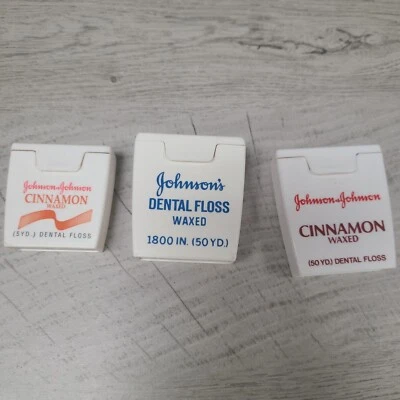 Johnson & Johnson
CINNAMON
WAXED
(5YD.) DENTAL FLOSS
Johnson's
DENTAL FLOSS
WAXED
1800 IN. (50 YD.)
Johnson & Johnson
CINNAMON
WAXED
(50 YD.) DENTAL FLOSS